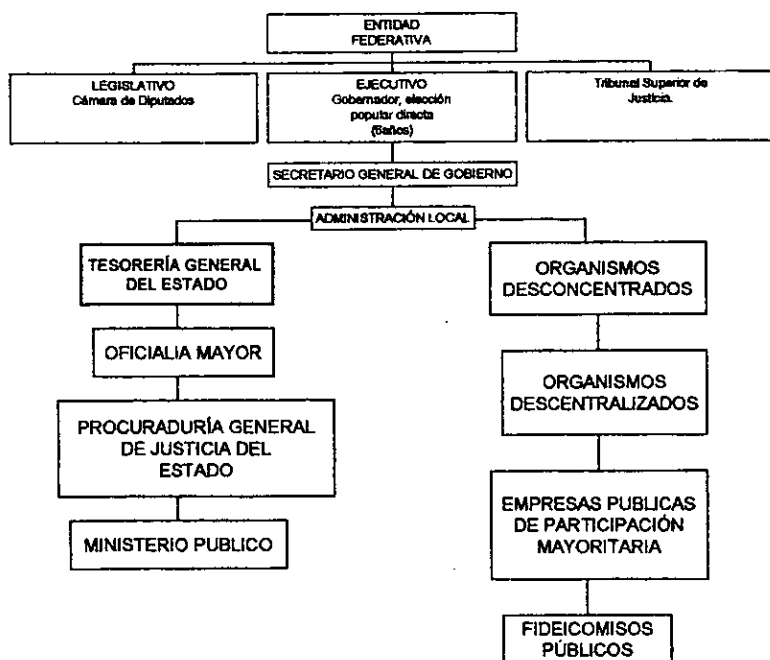 ENTIDAD
FEDERATIVA
LEGISLATIVO
Cámara de Diputados
EJECUTIVO
Gobernador, elección
popular directa
(6años)
Tribunal Superior de
Justicia.
SECRETARIO GENERAL DE GOBIERNO
ADMINISTRACIÓN LOCAL
TESORERÍA GENERAL
DEL ESTADO
OFICIALIA MAYOR
PROCURADURÍA GENERAL
DE JUSTICIA DEL
ESTADO
MINISTERIO PUBLICO
ORGANISMOS
DESCONCENTRADOS
ORGANISMOS
DESCENTRALIZADOS
EMPRESAS PUBLICAS
DE PARTICIPACIÓN
MAYORITARIA
FIDEICOMISOS
PÚBLICOS